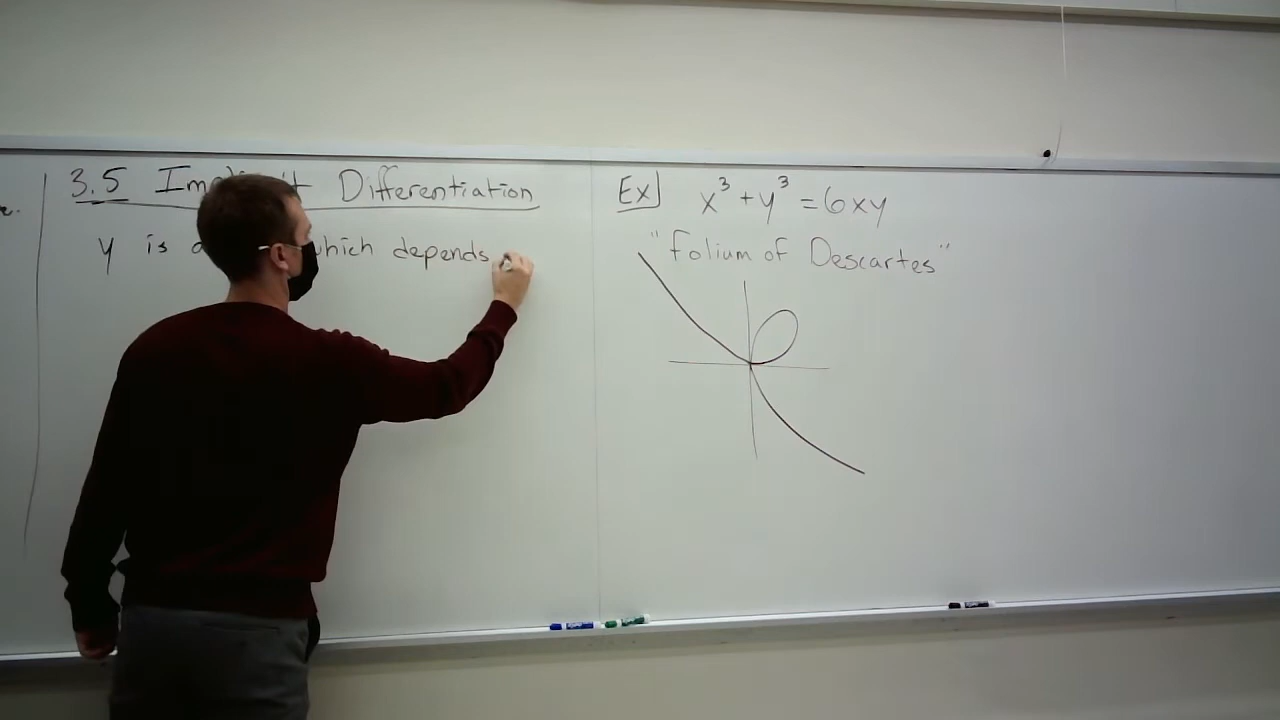 3.5 Implicit Differentiation
y is a which depends
Ex] x³ + y³ = 6xy
"Folium of Descartes"